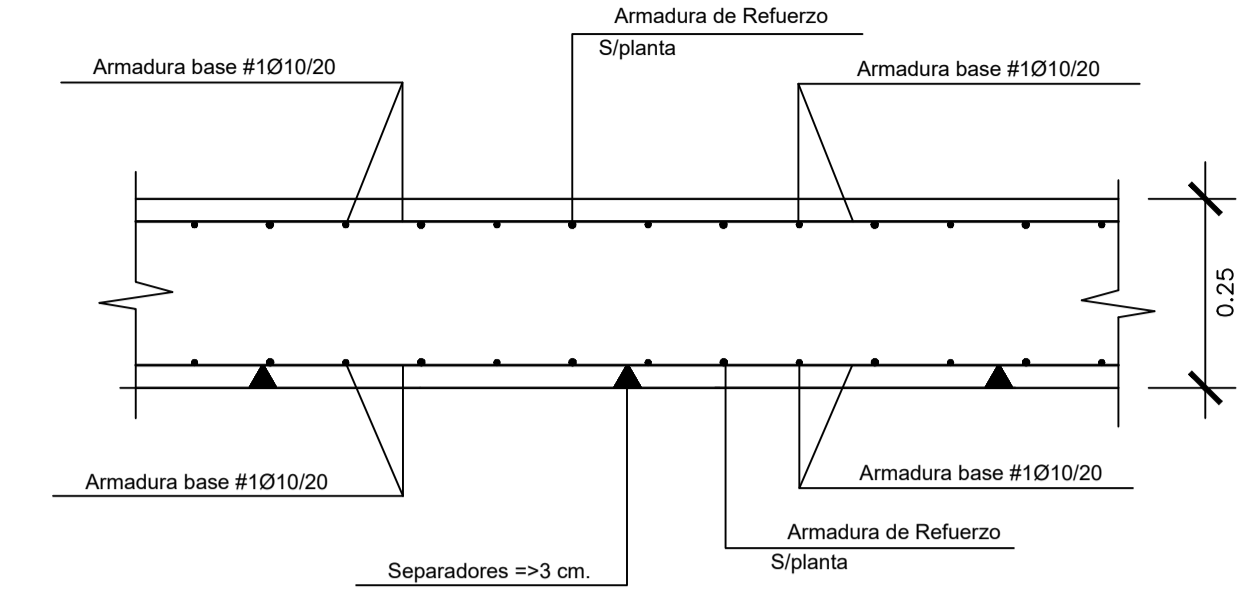 Armadura de Refuerzo
S/planta
Armadura base #1Ø10/20
Armadura base #1Ø10/20
0.25
Armadura base #1Ø10/20
Armadura base #1Ø10/20
Armadura de Refuerzo
S/planta
Separadores =>3 cm.